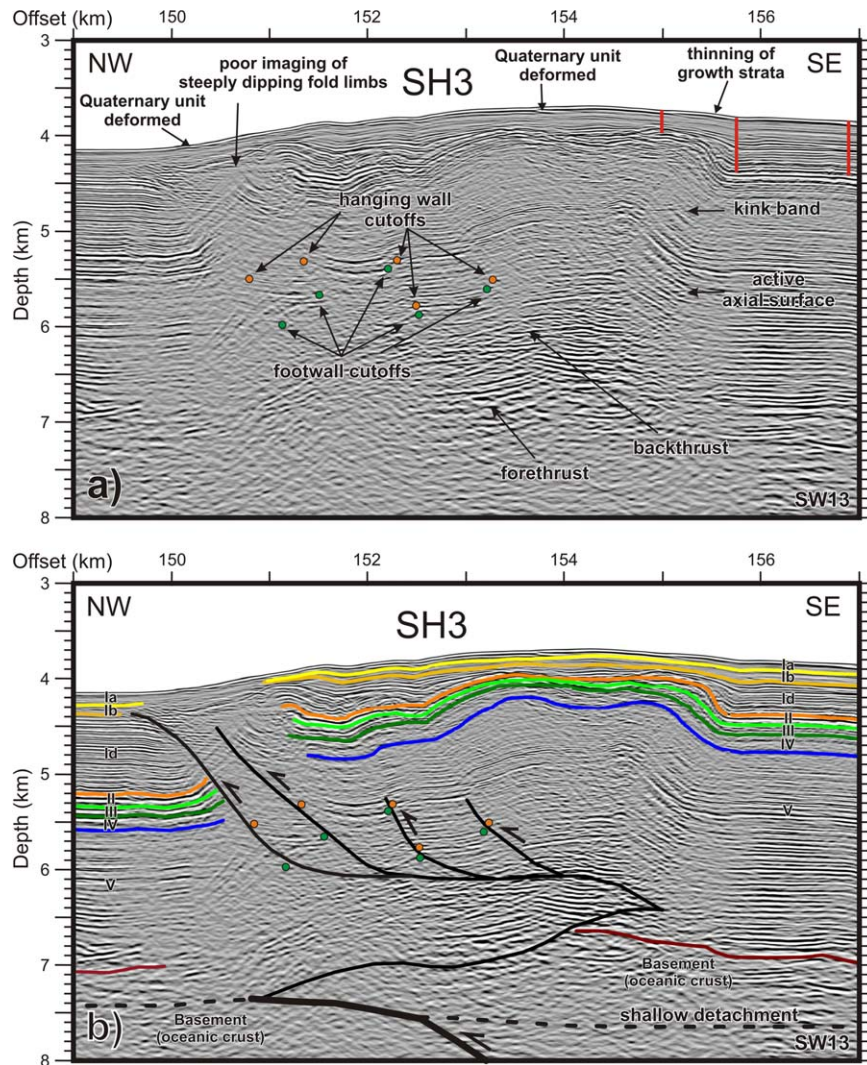 Offset (km) 150 152 154 156
3
NW
SE
SH3
poor imaging of
steeply dipping fold limbs
Quaternary unit
deformed
Quaternary unit
deformed
thinning of
growth strata
4
hanging wall
cutoffs
kink band
5
Depth (km)
active
axial surface
6
footwall cutoffs
7
backthrust
forethrust
a)
SW13
8
Offset (km) 150 152 154 156
3
NW
SE
SH3
Ia
Ia
4
Ib
Ib
Id
Id
II
III
IV
5
Depth (km)
II
III
IV
V
V
6
7
Basement
(oceanic crust)
Basement
(oceanic crust)
shallow detachment
b)
SW13
8